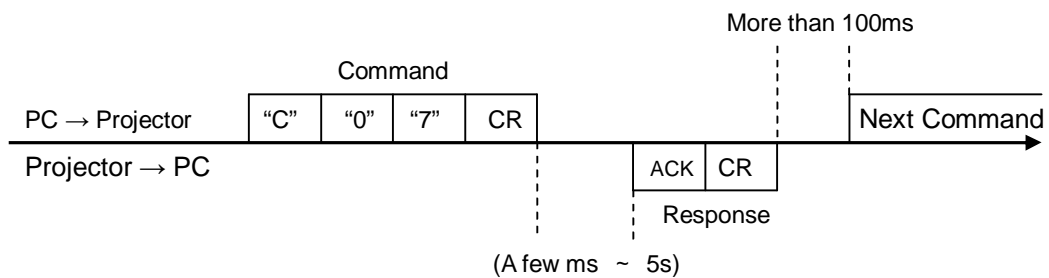 More than 100ms
Command
PC → Projector “C” “0” “7” CR Next Command
Projector → PC ACK CR
Response
(A few ms ~ 5s)